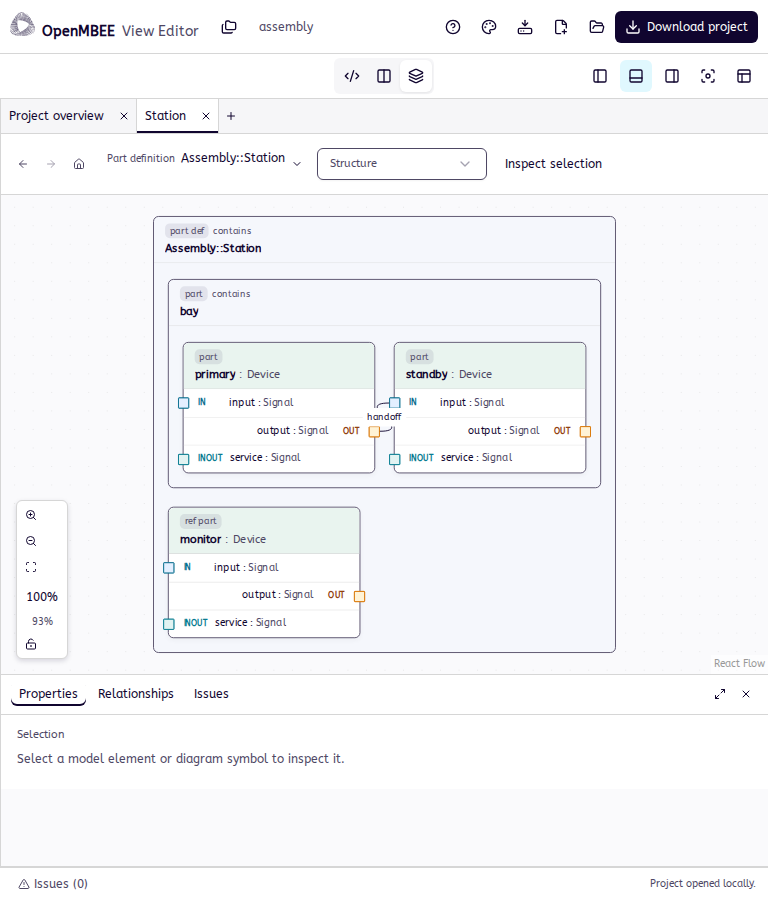 OpenMBEE View Editor assembly Download project
Project overview Station
Part definition Assembly::Station Structure Inspect selection
part def contains
Assembly::Station
part contains
bay
part
primary : Device
IN input : Signal
output : Signal OUT
INOUT service : Signal
handoff
part
standby : Device
IN input : Signal
output : Signal OUT
INOUT service : Signal
ref part
monitor : Device
IN input : Signal
output : Signal OUT
INOUT service : Signal
100%
93%
React Flow
Properties Relationships Issues
Selection
Select a model element or diagram symbol to inspect it.
Issues (0) Project opened locally.